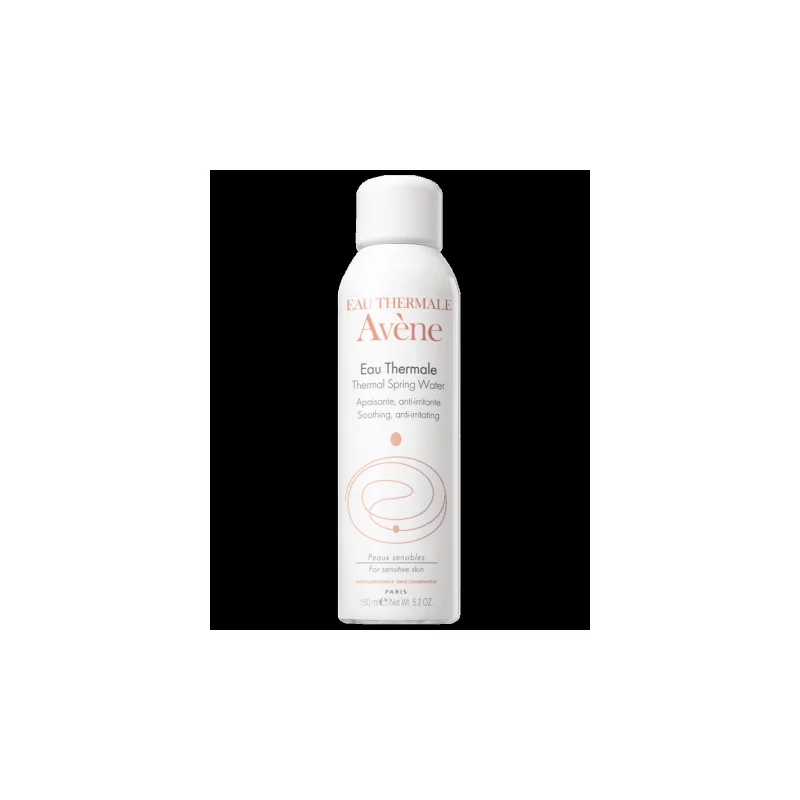 EAU THERMALE
Avène
Eau Thermale
Thermal Spring Water
Apaisante, anti-irritante
Soothing, anti-irritating
Peaux sensibles
For sensitive skin
PARIS
150 ml e/Net Wt. 5.2 OZ.